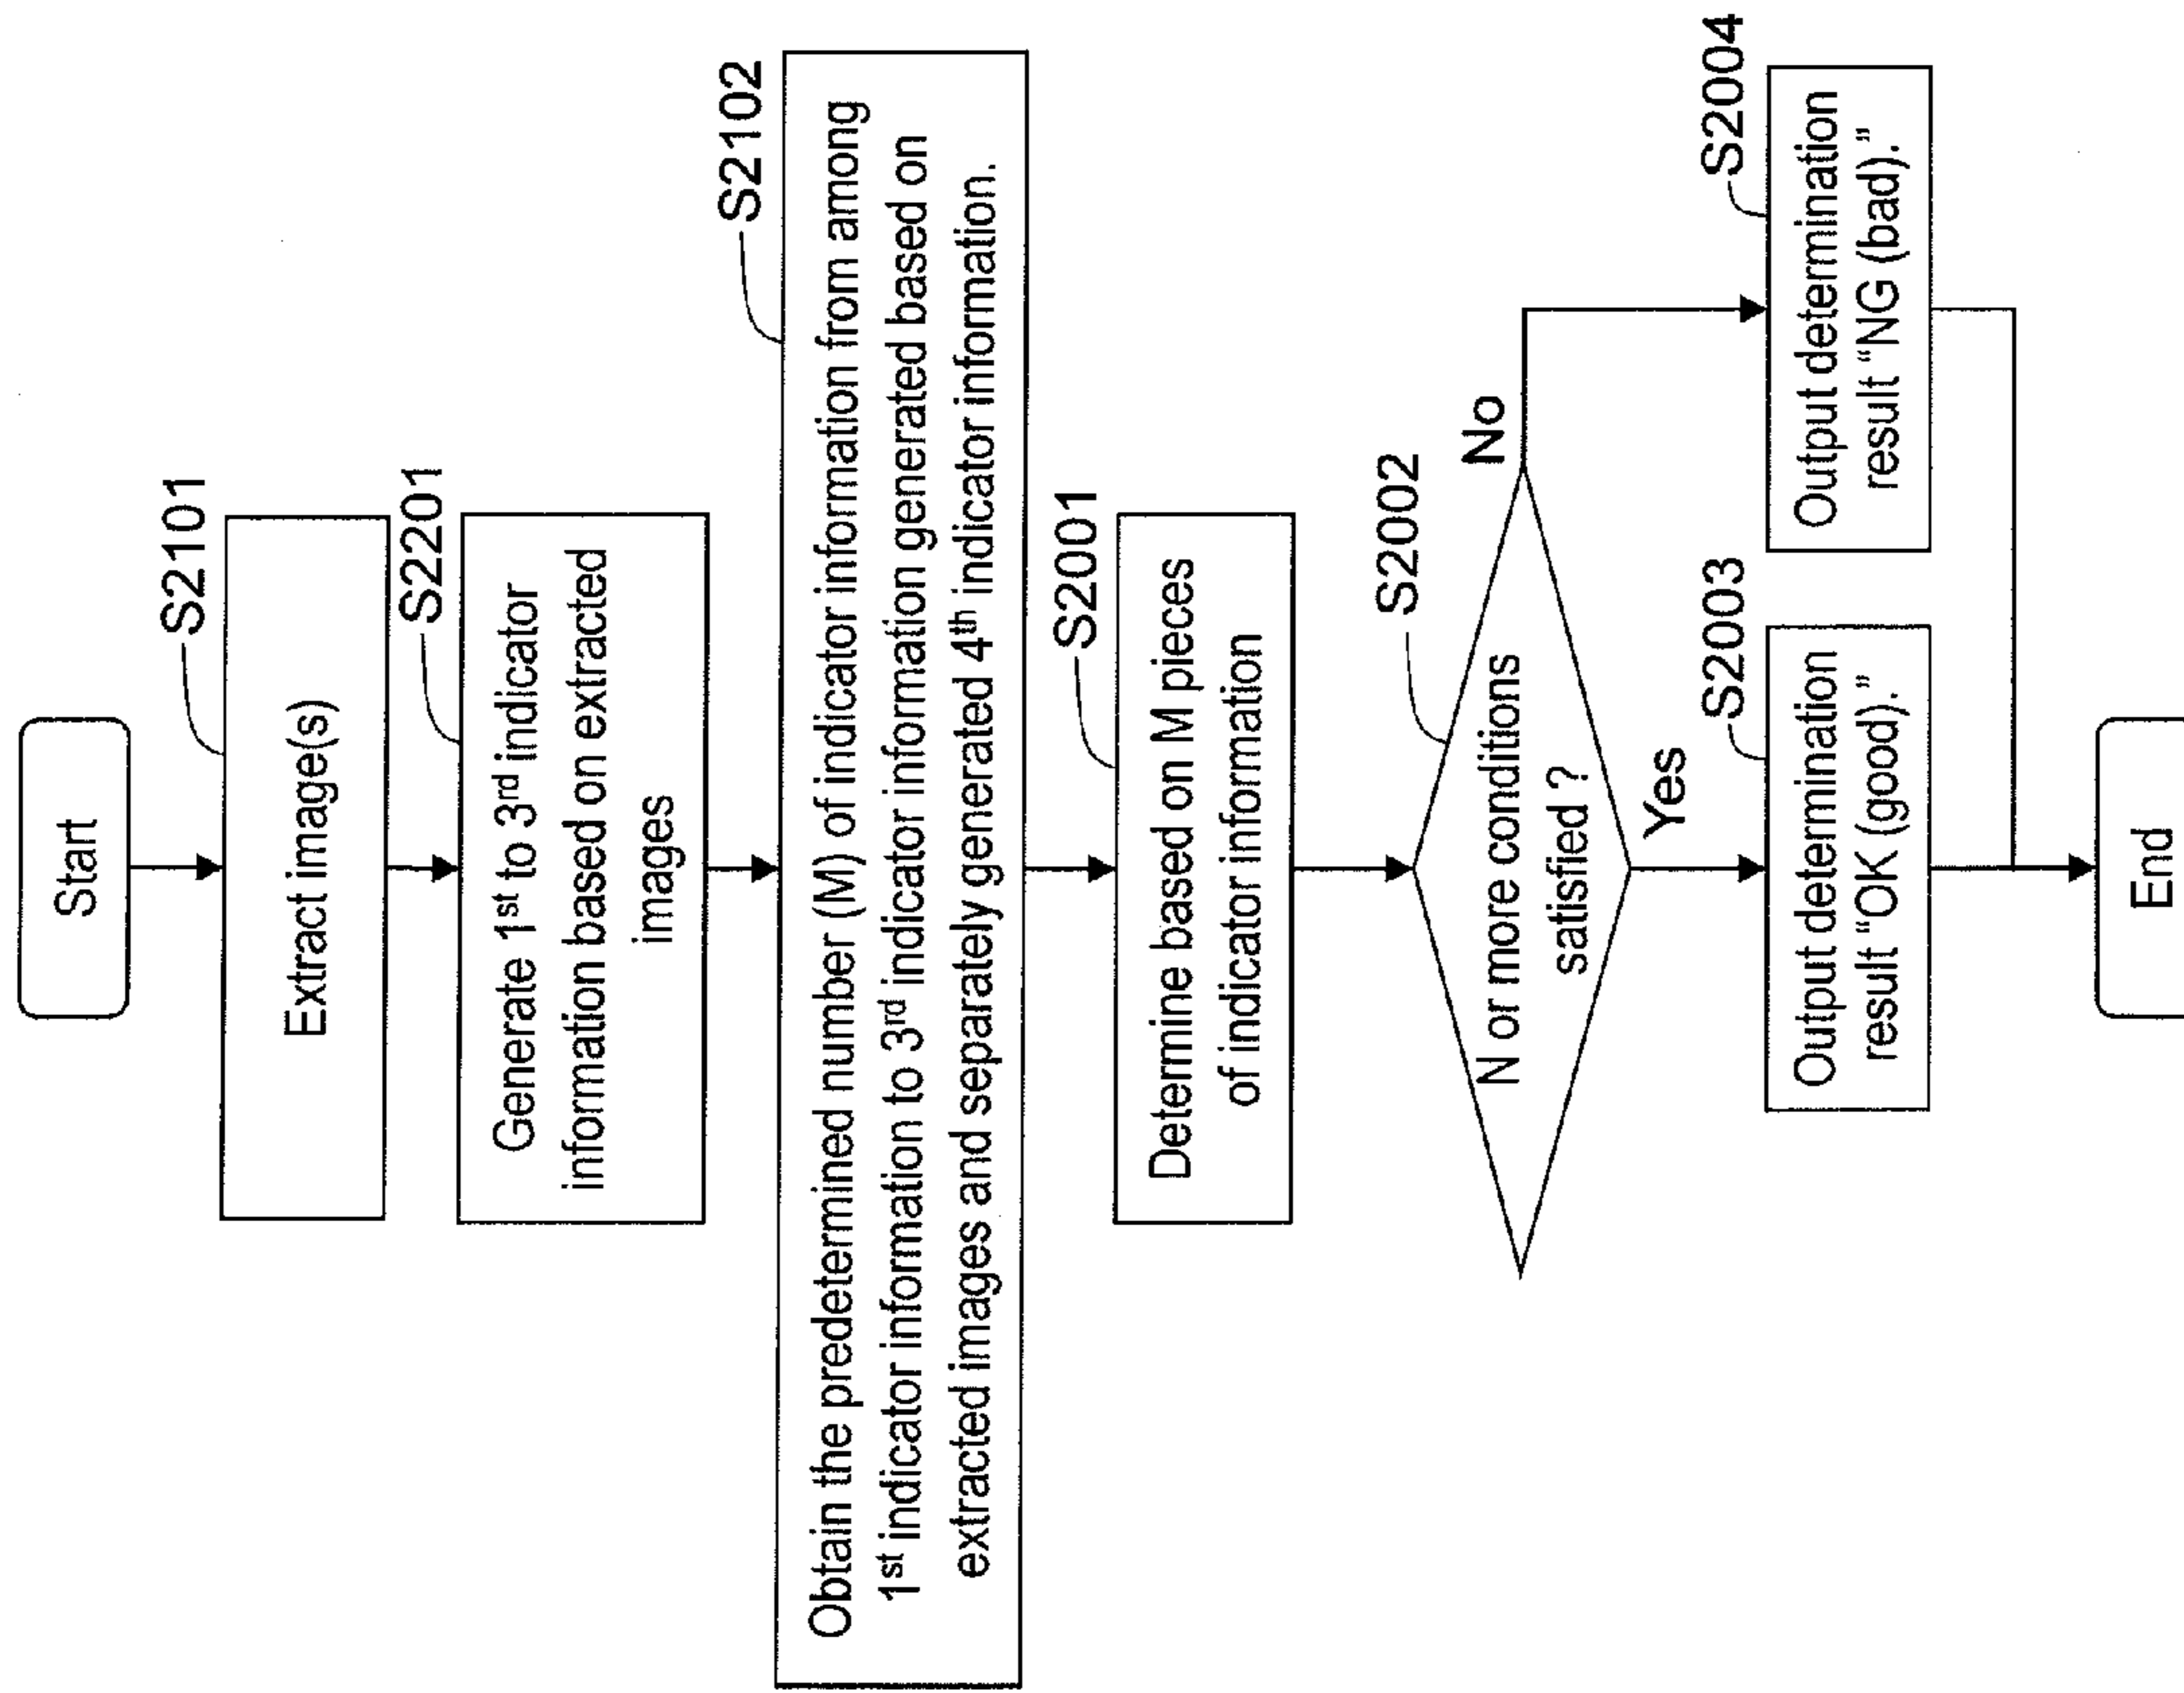 Start
S2101
Extract image(s)
S2201
Generate 1st to 3rd indicator
information based on extracted
images
S2102
Obtain the predetermined number (M) of indicator information from among
1st indicator information to 3rd indicator information generated based on
extracted images and separately generated 4th indicator information.
S2001
Determine based on M pieces
of indicator information
S2002
N or more conditions
satisfied ?
No
Yes
S2003
Output determination
result “OK (good).”
S2004
Output determination
result “NG (bad).”
End